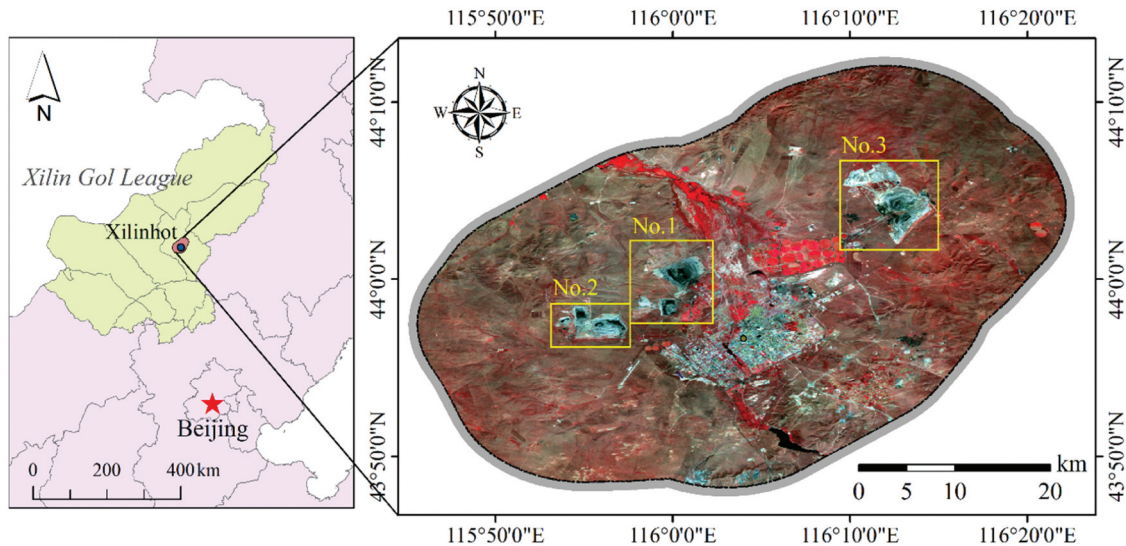 N
Xilin Gol League
Xilinhot
Beijing
0 200 400 km
115°50'0"E 116°0'0"E 116°10'0"E 116°20'0"E
44°10'0"N 44°0'0"N 43°50'0"N
N
W E
S
No.3
No.1
No.2
km
0 5 10 20
44°10'0"N 44°0'0"N 43°50'0"N
115°50'0"E 116°0'0"E 116°10'0"E 116°20'0"E